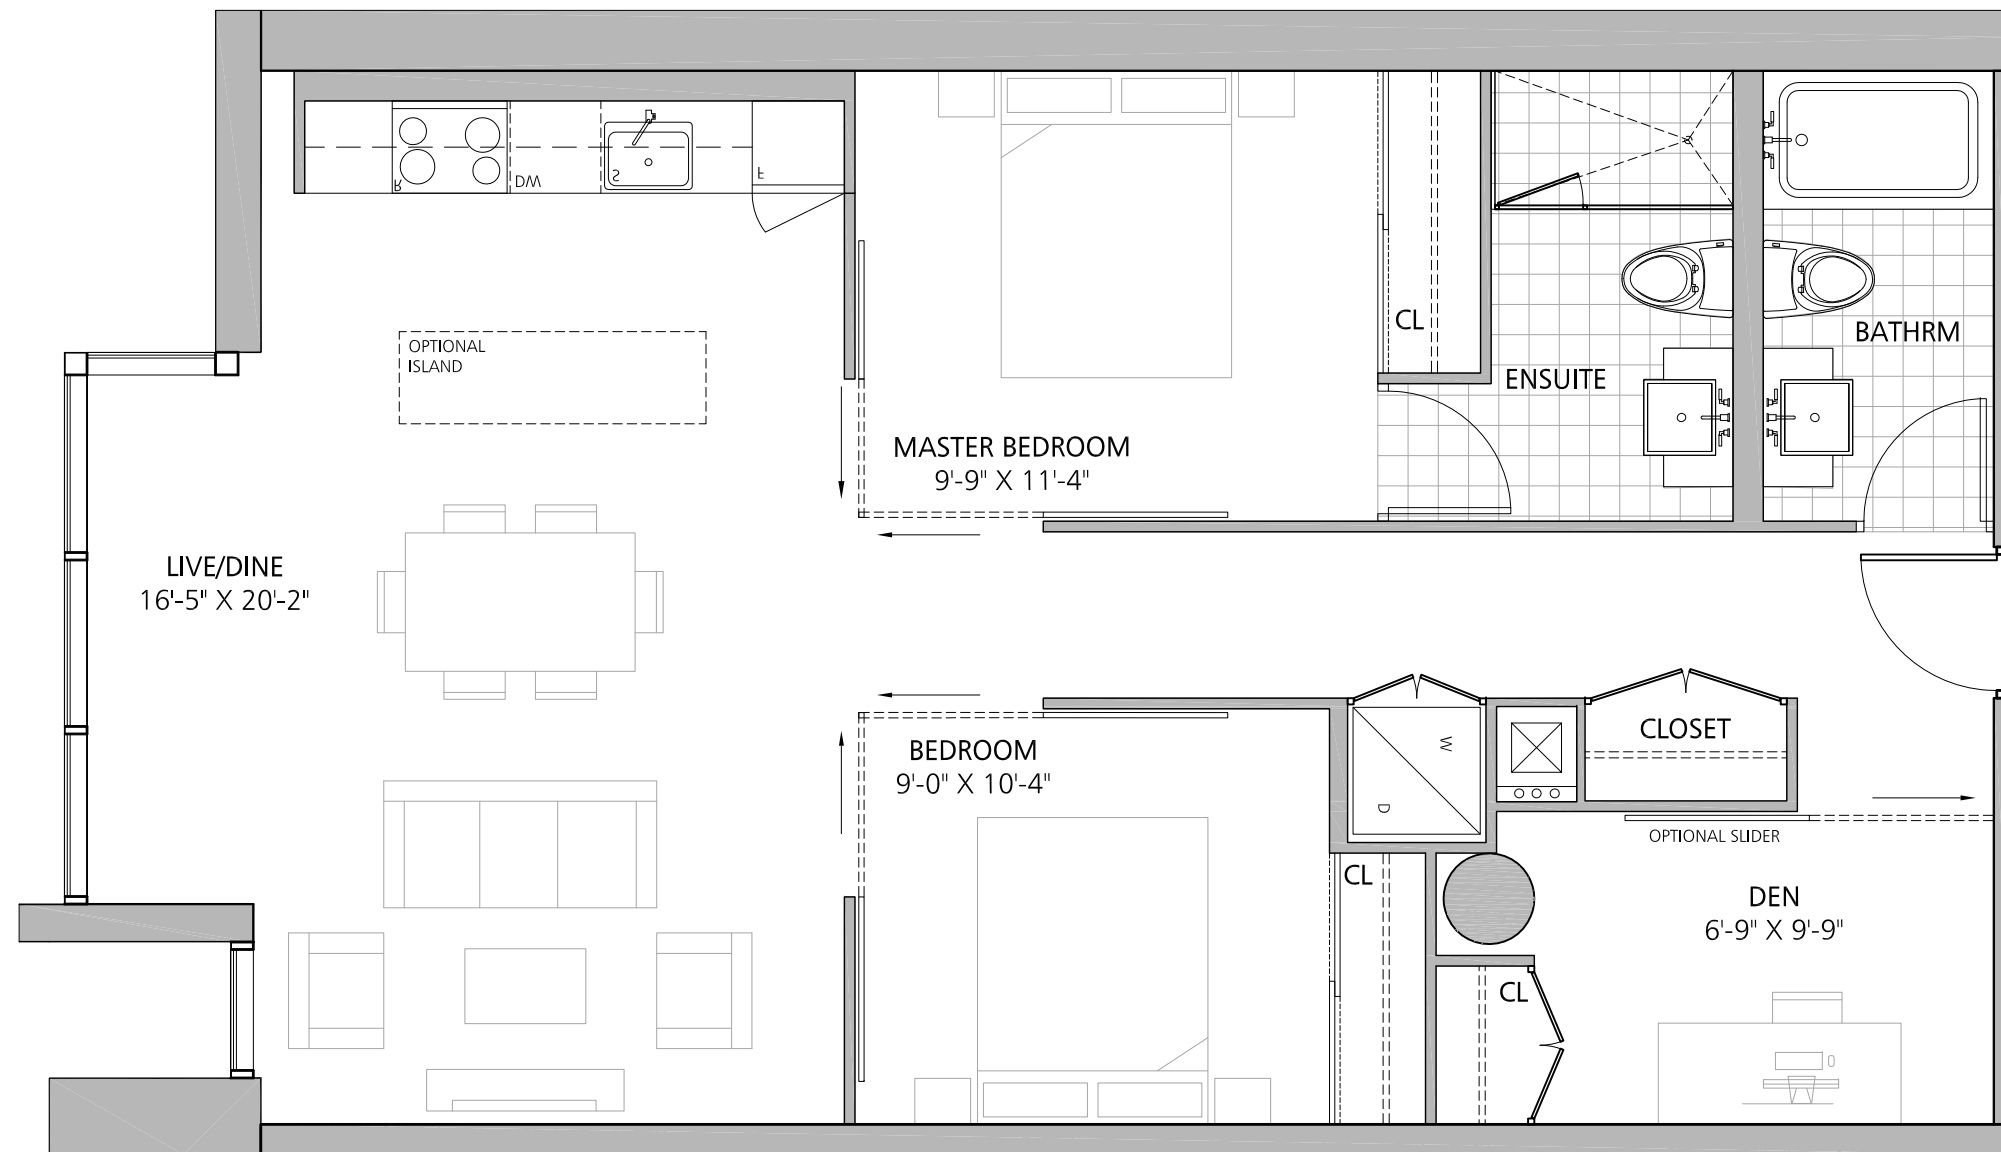 R
DW
S
F
OPTIONAL
ISLAND
CL
ENSUITE
BATHRM
MASTER BEDROOM
9'-9" X 11'-4"
LIVE/DINE
16'-5" X 20'-2"
BEDROOM
9'-0" X 10'-4"
W
D
CLOSET
OPTIONAL SLIDER
CL
DEN
6'-9" X 9'-9"
CL